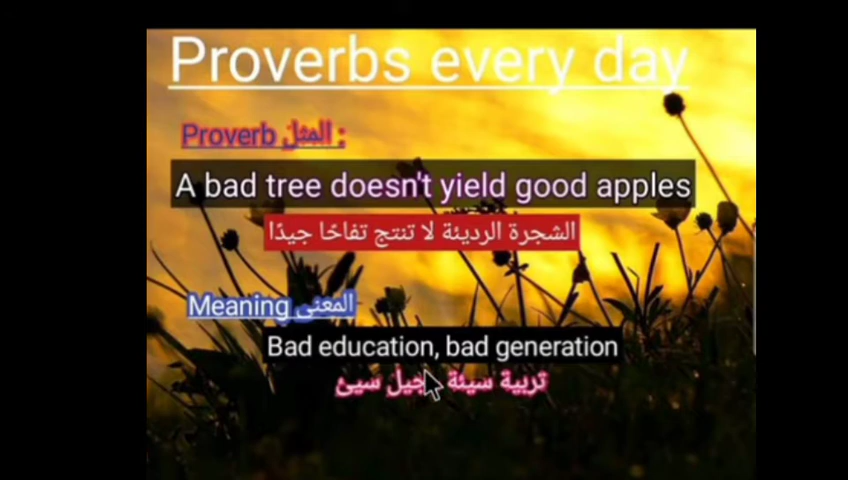 Proverbs every day
Proverb المثل :
A bad tree doesn't yield good apples
الشجرة الرديئة لا تنتج تفاحًا جيدًا
Meaning المعنى
Bad education, bad generation
تربية سيئة جيل سيئ